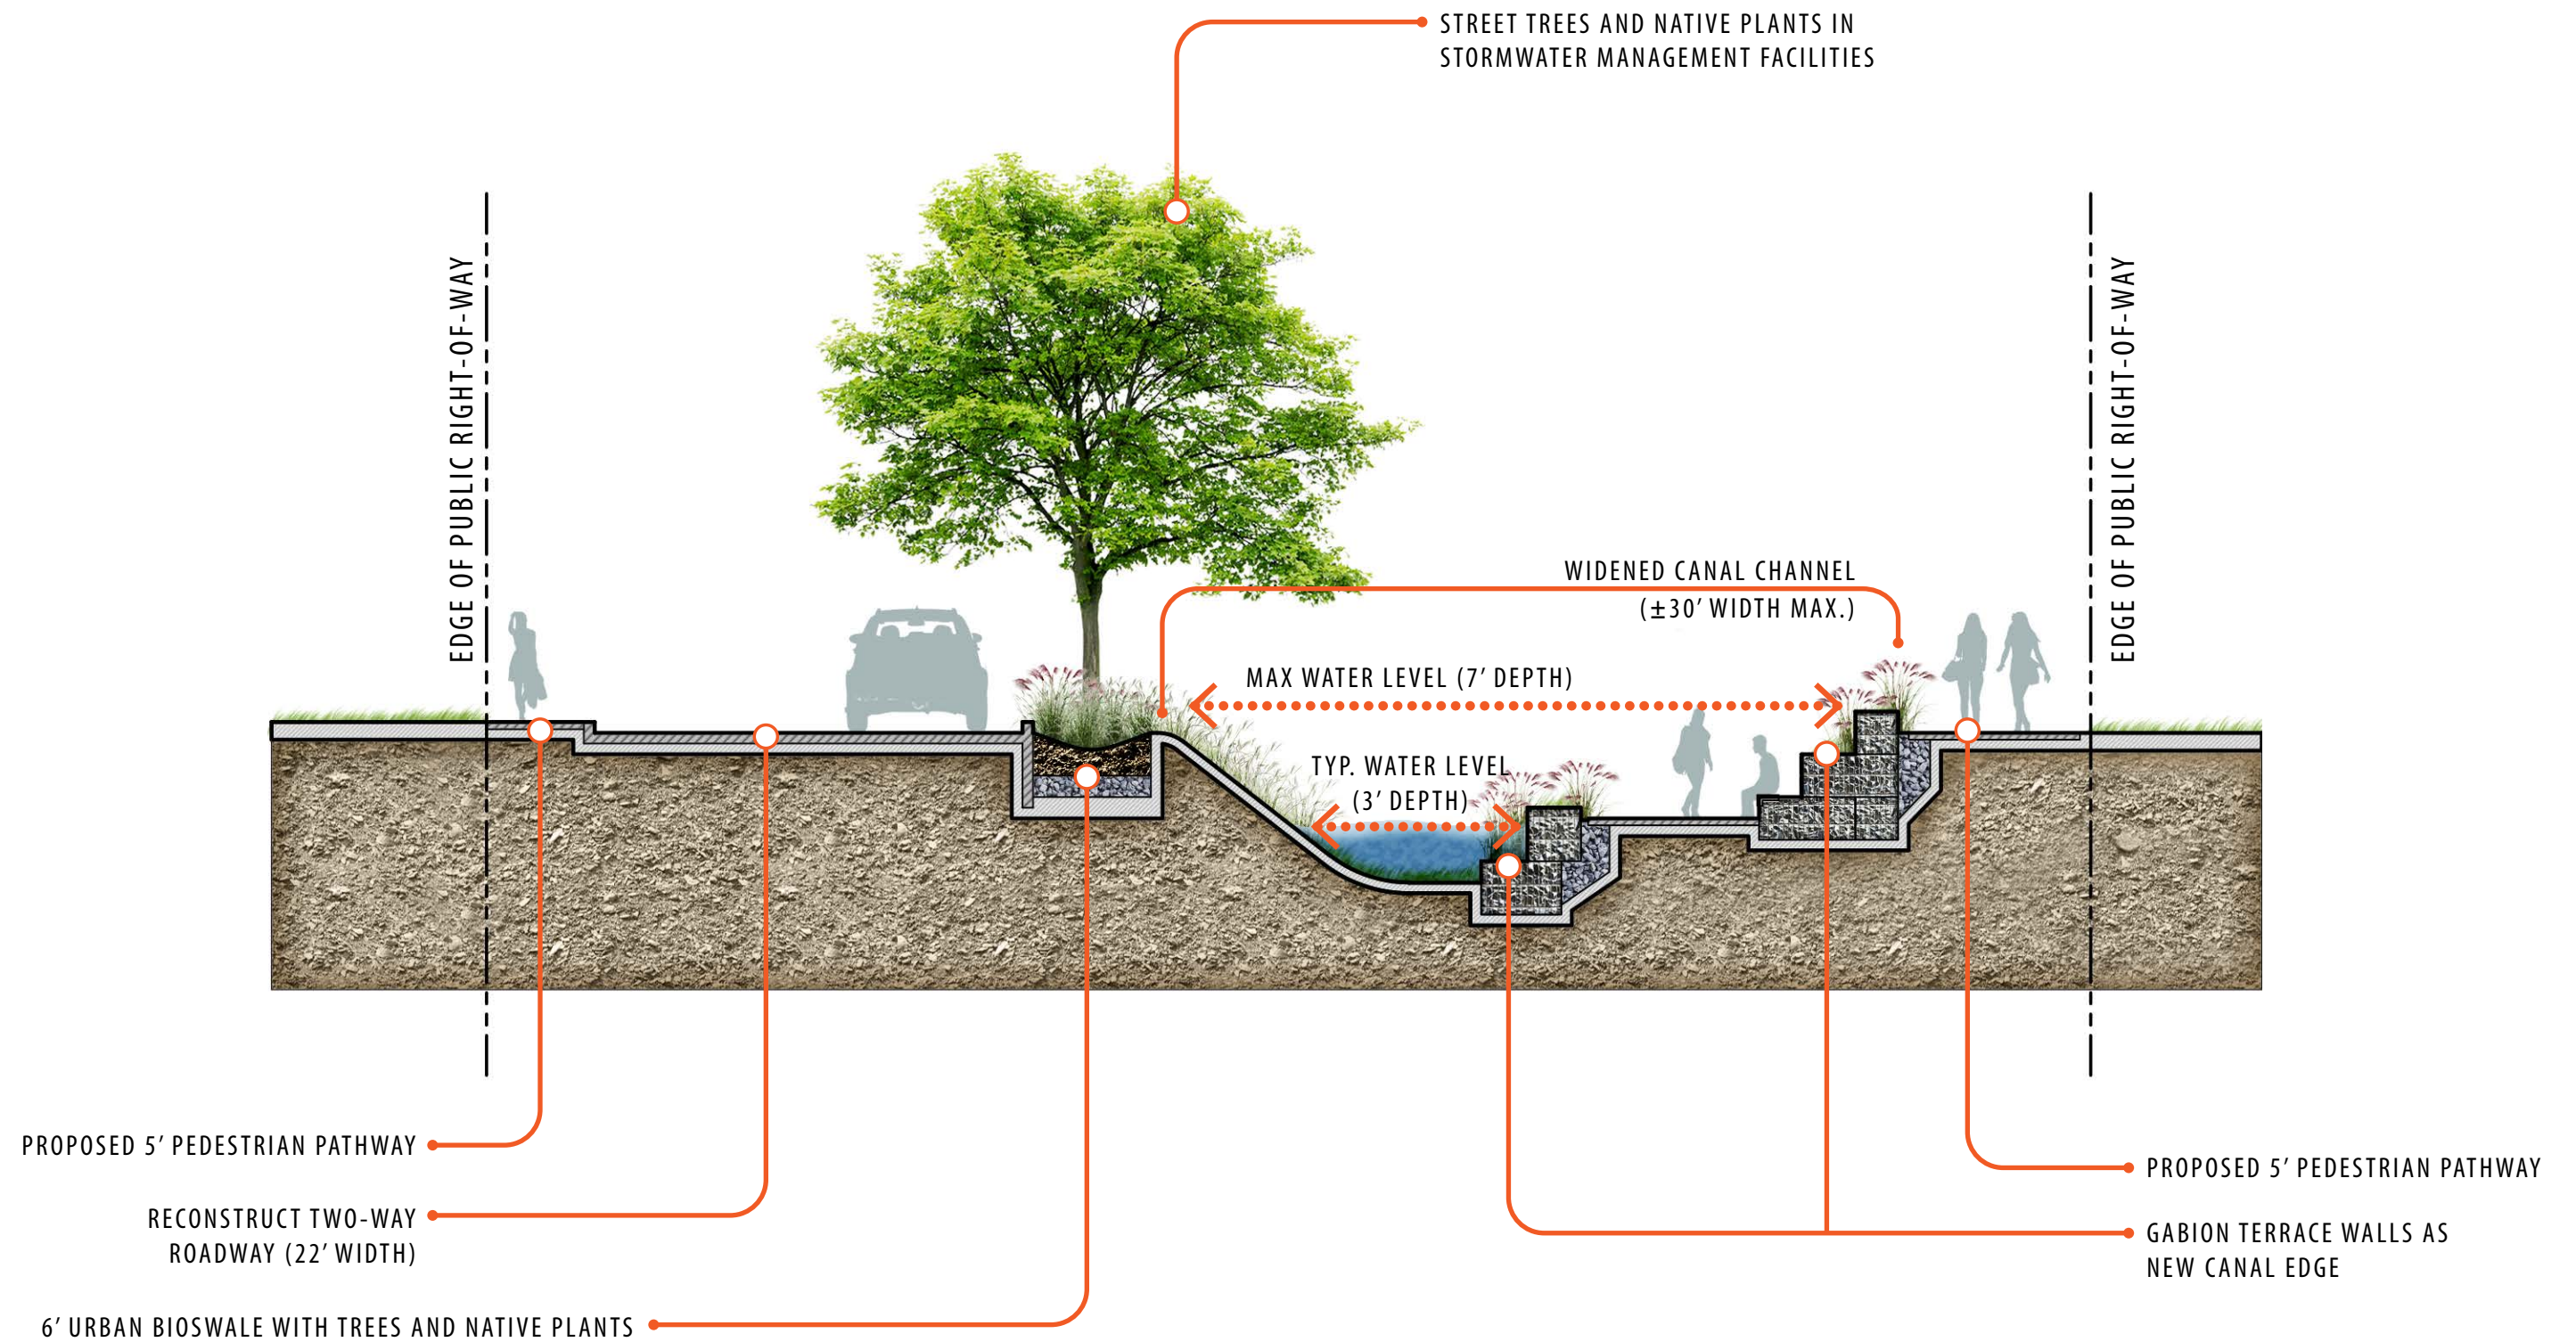 STREET TREES AND NATIVE PLANTS IN
STORMWATER MANAGEMENT FACILITIES
EDGE OF PUBLIC RIGHT-OF-WAY
EDGE OF PUBLIC RIGHT-OF-WAY
WIDENED CANAL CHANNEL
(±30' WIDTH MAX.)
MAX WATER LEVEL (7' DEPTH)
TYP. WATER LEVEL
(3' DEPTH)
PROPOSED 5' PEDESTRIAN PATHWAY
RECONSTRUCT TWO-WAY
ROADWAY (22' WIDTH)
6' URBAN BIOSWALE WITH TREES AND NATIVE PLANTS
PROPOSED 5' PEDESTRIAN PATHWAY
GABION TERRACE WALLS AS
NEW CANAL EDGE